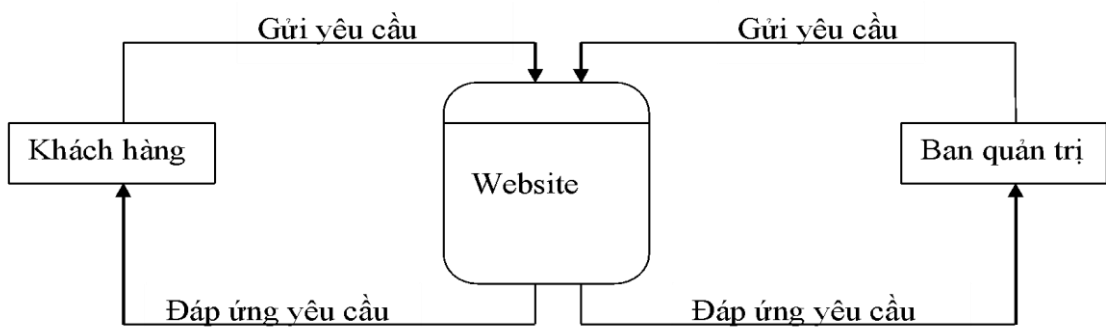 Gửi yêu cầu
Gửi yêu cầu
Khách hàng
Website
Ban quản trị
Đáp ứng yêu cầu
Đáp ứng yêu cầu